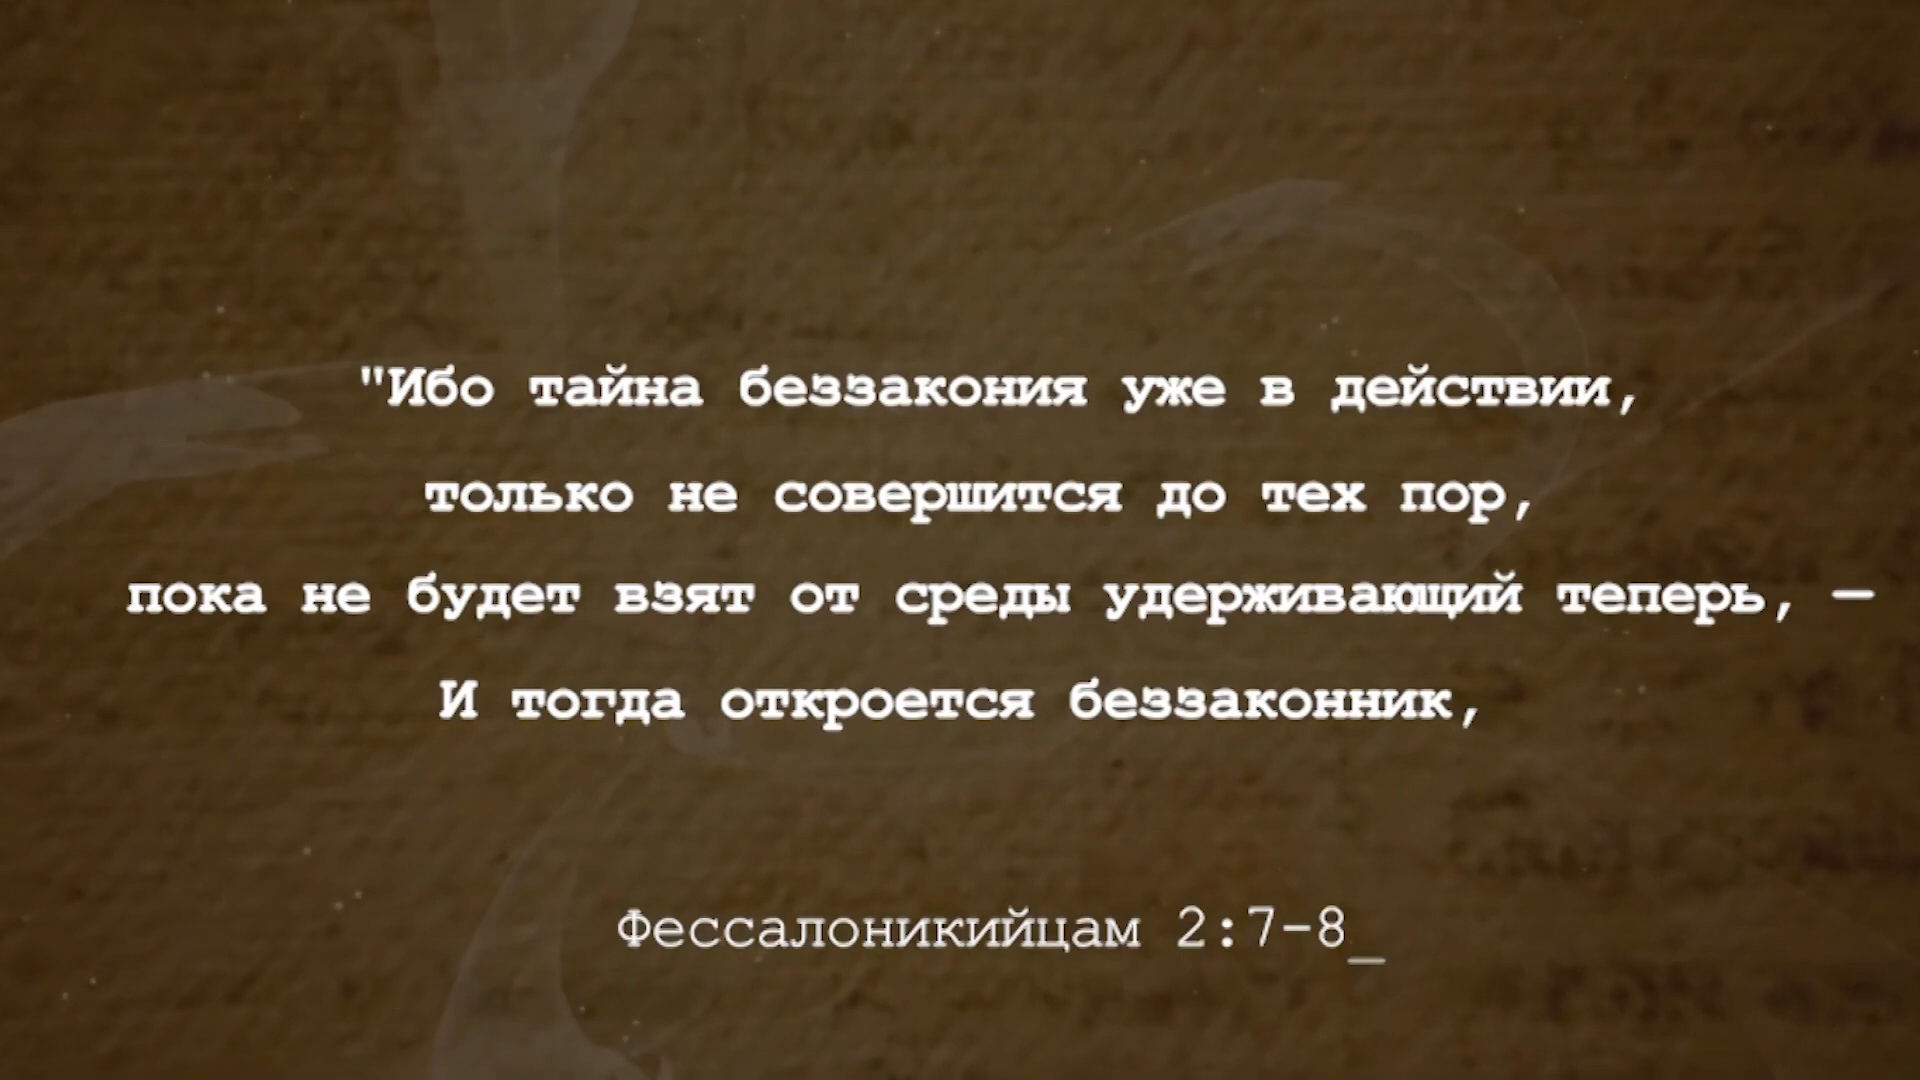 "Ибо тайна беззакония уже в действии,
только не совершится до тех пор,
пока не будет взят от среды удерживающий теперь, —
И тогда откроется беззаконник,
Фессалоникийцам 2:7-8_